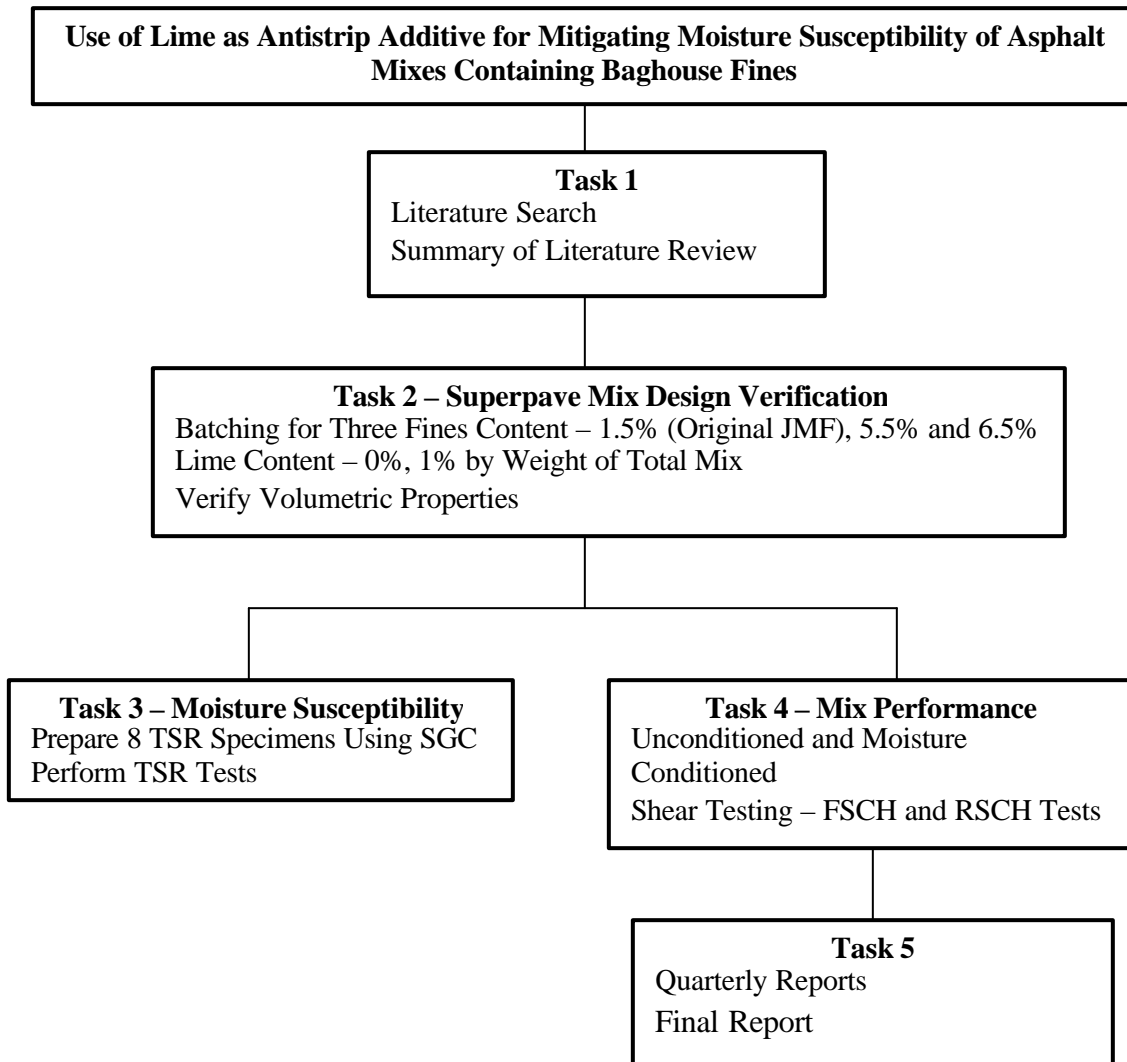 Use of Lime as Antistrip Additive for Mitigating Moisture Susceptibility of Asphalt
Mixes Containing Baghouse Fines
Task 1
Literature Search
Summary of Literature Review
Task 2 – Superpave Mix Design Verification
Batching for Three Fines Content – 1.5% (Original JMF), 5.5% and 6.5%
Lime Content – 0%, 1% by Weight of Total Mix
Verify Volumetric Properties
Task 3 – Moisture Susceptibility
Prepare 8 TSR Specimens Using SGC
Perform TSR Tests
Task 4 – Mix Performance
Unconditioned and Moisture
Conditioned
Shear Testing – FSCH and RSCH Tests
Task 5
Quarterly Reports
Final Report